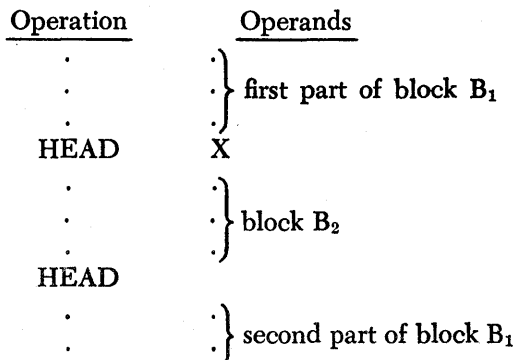 Operation Operands
. .
. . first part of block B₁
. .
HEAD X
. .
. . block B₂
. .
HEAD
. .
. . second part of block B₁